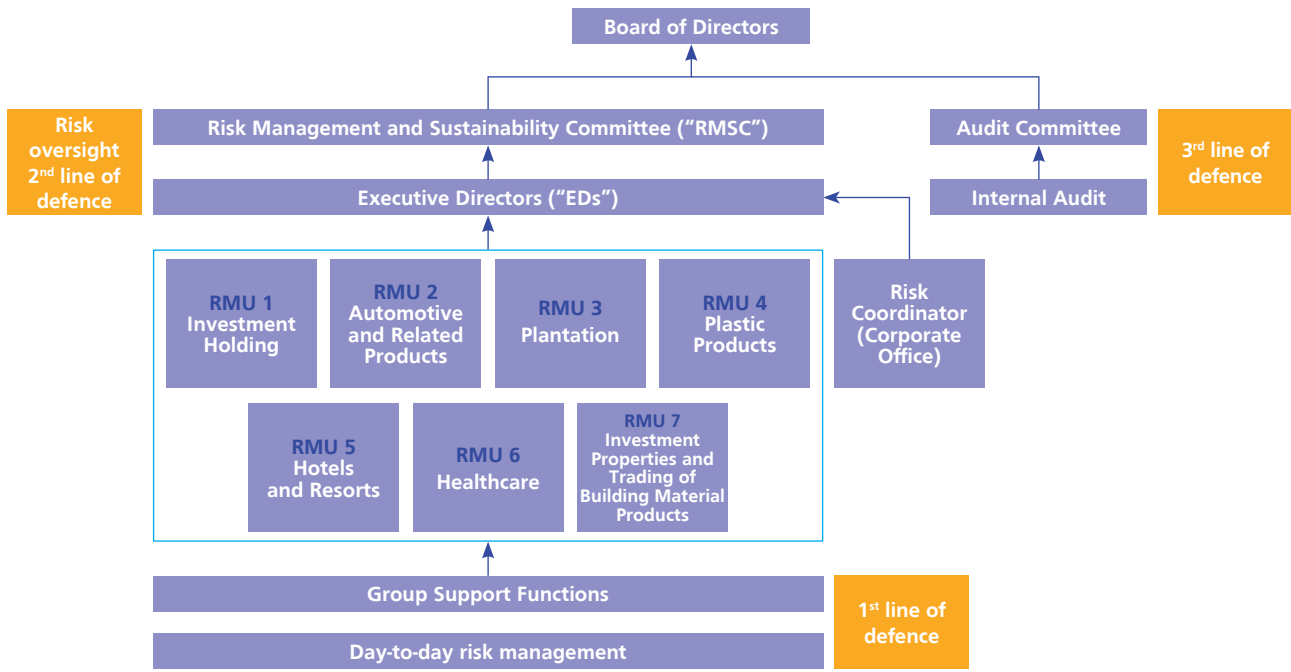 Board of Directors
Risk
oversight
2nd line of
defence
Risk Management and Sustainability Committee (“RMSC”)
Audit Committee
3rd line of
defence
Executive Directors (“EDs”)
Internal Audit
RMU 1
Investment
Holding
RMU 2
Automotive
and Related
Products
RMU 3
Plantation
RMU 4
Plastic
Products
Risk
Coordinator
(Corporate
Office)
RMU 5
Hotels
and Resorts
RMU 6
Healthcare
RMU 7
Investment
Properties and
Trading of
Building Material
Products
Group Support Functions
1st line of
defence
Day-to-day risk management